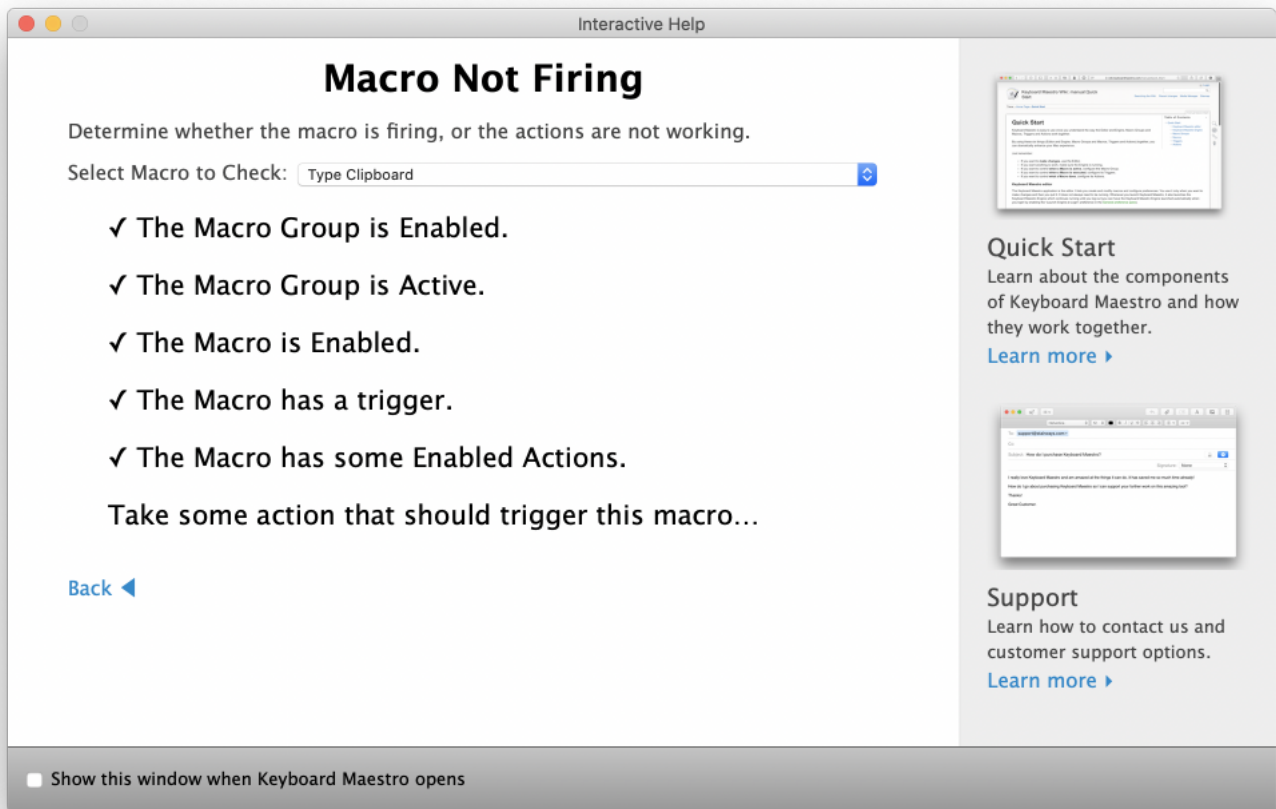 Interactive Help
Macro Not Firing
Determine whether the macro is firing, or the actions are not working.
Select Macro to Check: Type Clipboard
✓ The Macro Group is Enabled.
✓ The Macro Group is Active.
✓ The Macro is Enabled.
✓ The Macro has a trigger.
✓ The Macro has some Enabled Actions.
Take some action that should trigger this macro...
Back
Quick Start
Quick Start
Learn about the components
of Keyboard Maestro and how
they work together.
Learn more
Support
Learn how to contact us and
customer support options.
Learn more
Show this window when Keyboard Maestro opens